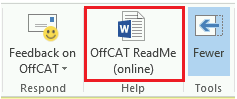 Feedback on
OffCAT
OffCAT ReadMe
(online)
Fewer
Respond
Help
Tools